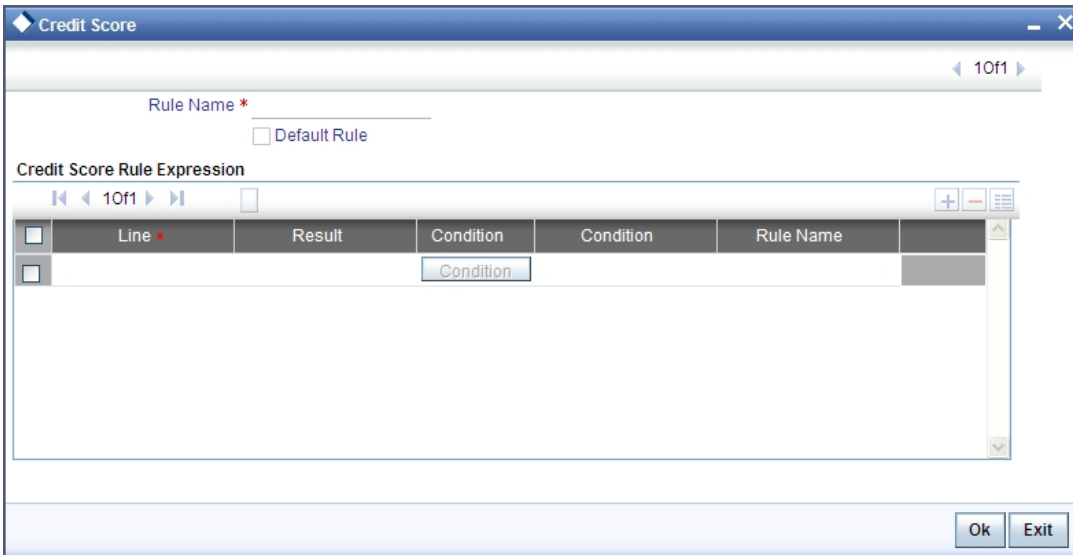 Credit Score
1Of1
Rule Name *
Default Rule
Credit Score Rule Expression
1Of1
Line * Result Condition Condition Rule Name
Condition
Ok Exit